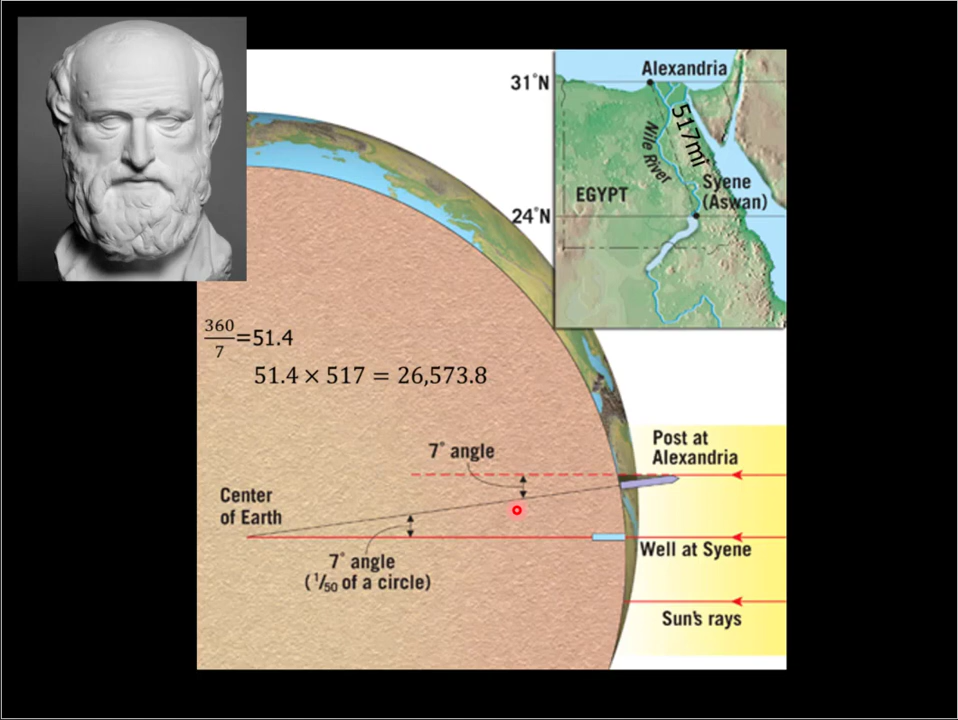 Alexandria
31°N
517mi
Nile River
Syene
(Aswan)
EGYPT
24°N
360/7=51.4
51.4 × 517 = 26,573.8
Post at
Alexandria
7° angle
Center
of Earth
Well at Syene
7° angle
(1/50 of a circle)
Sun's rays